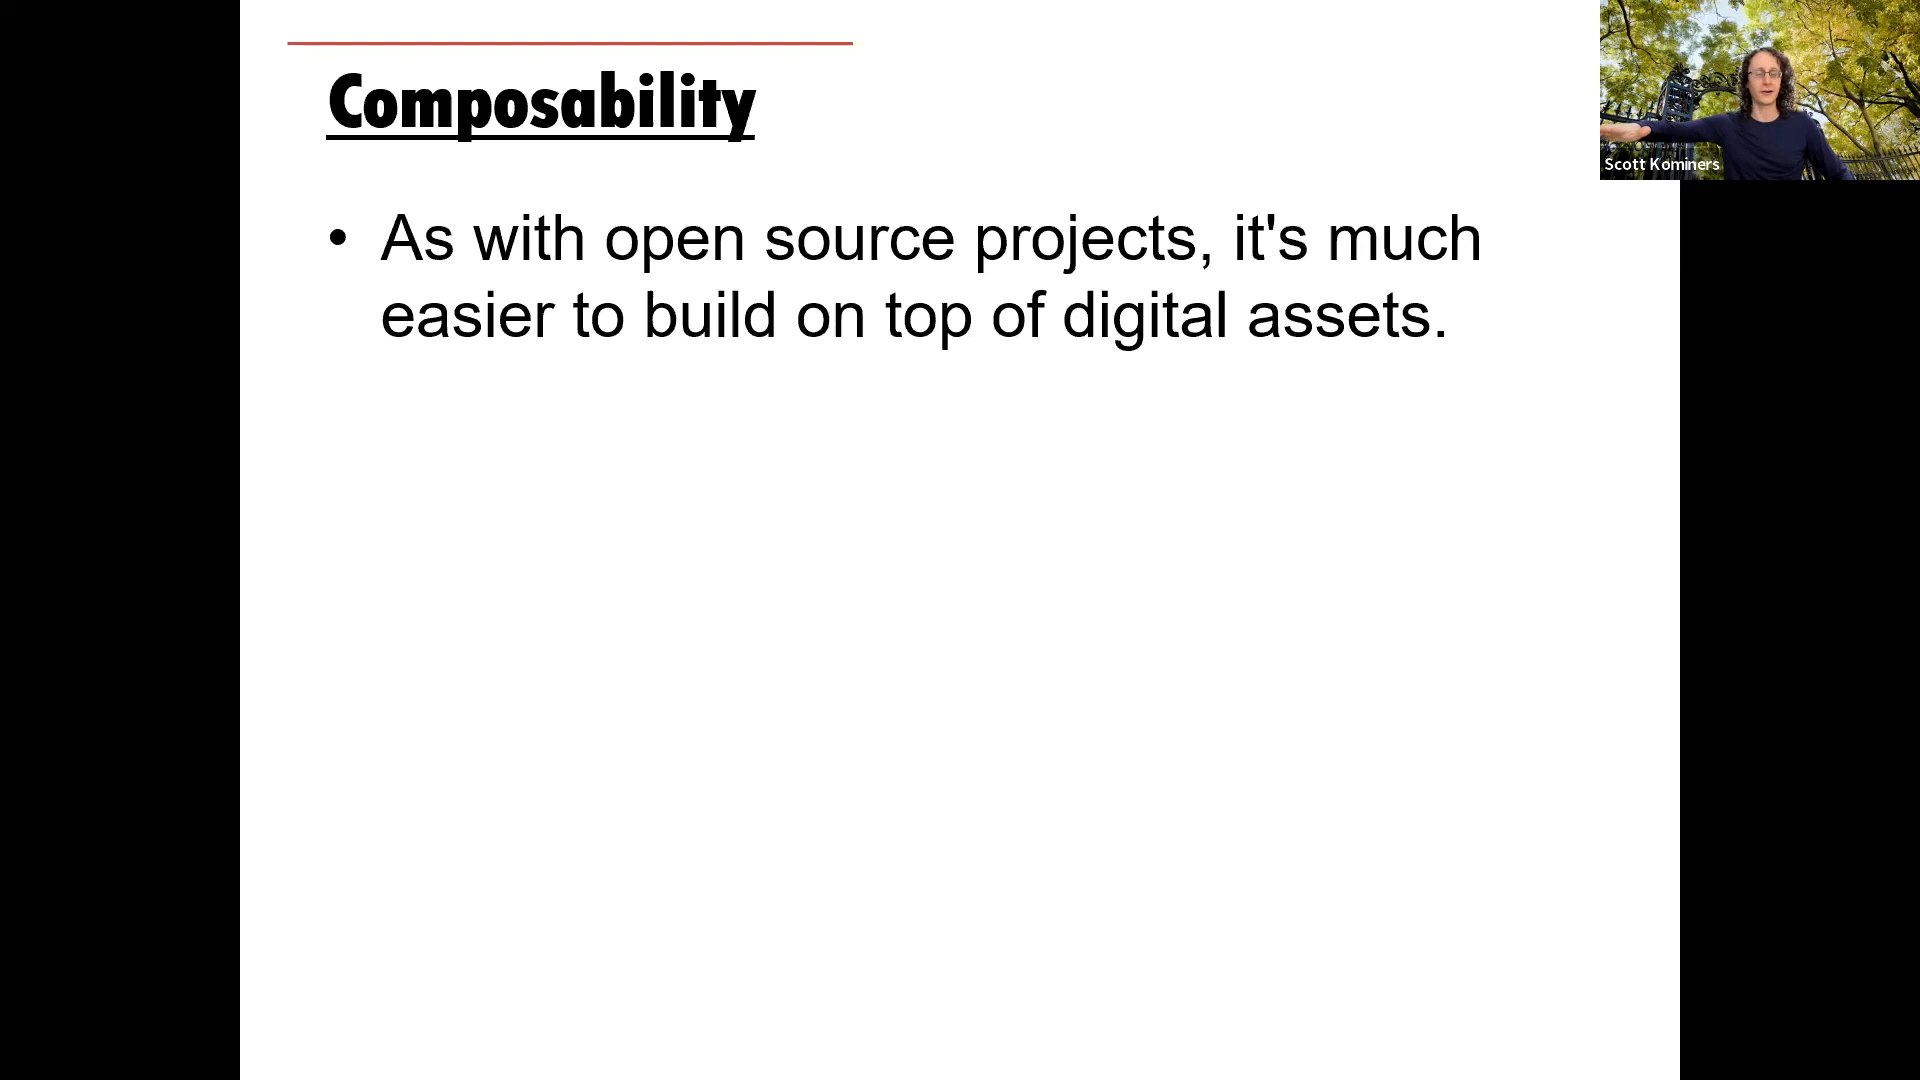 Composability
• As with open source projects, it's much
easier to build on top of digital assets.
Scott Kominers